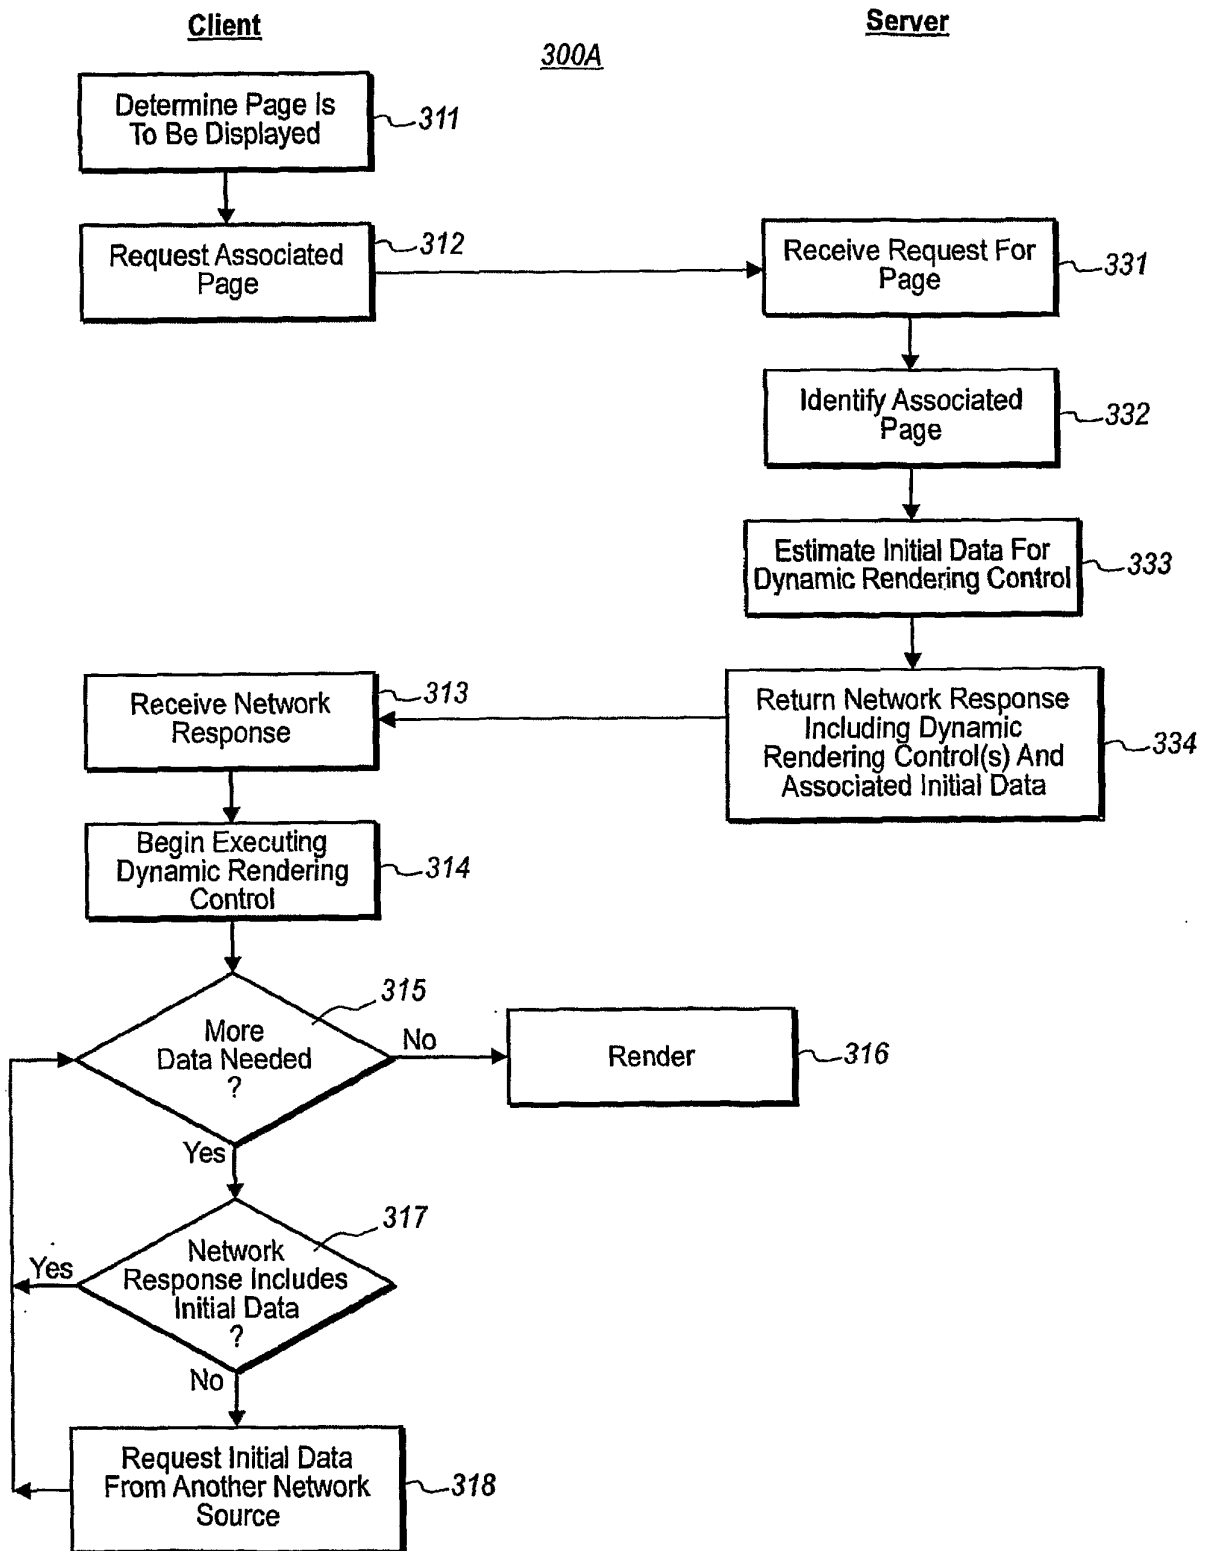 Client
Server
300A
Determine Page Is
To Be Displayed
311
Request Associated
Page
312
Receive Request For
Page
331
Identify Associated
Page
332
Estimate Initial Data For
Dynamic Rendering Control
333
Receive Network
Response
313
Return Network Response
Including Dynamic
Rendering Control(s) And
Associated Initial Data
334
Begin Executing
Dynamic Rendering
Control
314
More
Data Needed
?
315
No
Render
316
Yes
Network
Response Includes
Initial Data
?
317
Yes
No
Request Initial Data
From Another Network
Source
318